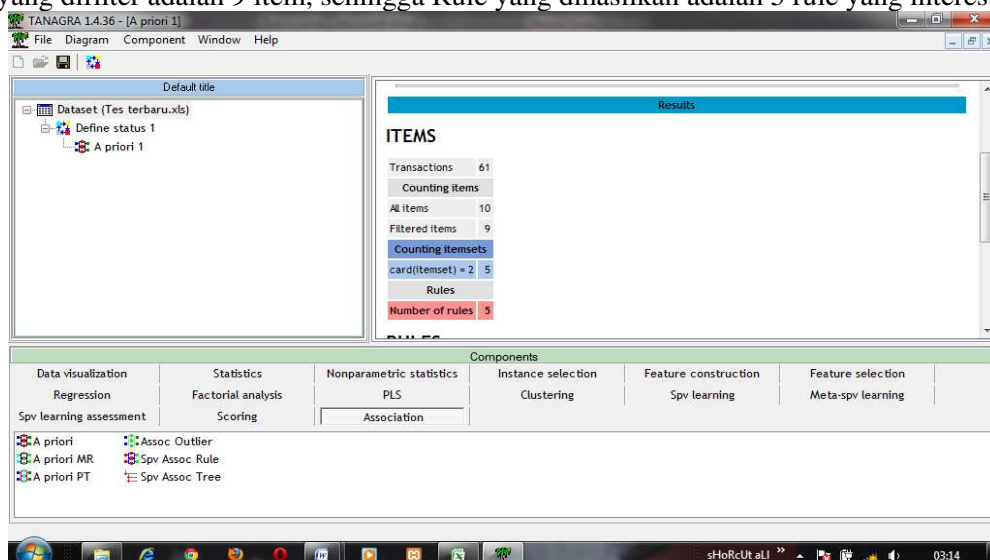 yang difilter adalah 9 item, sehingga Rule yang dihasilkan adalah 5 rule yang interest
TANAGRA 1.4.36 - [A priori 1]
File Diagram Component Window Help
Default title
Dataset (Tes terbaru.xls)
Define status 1
A priori 1
Results
ITEMS
Transactions 61
Counting items
All items 10
Filtered items 9
Counting itemsets
card(itemset) = 2 5
Rules
Number of rules 5
RULES
Components
Data visualization Statistics Nonparametric statistics Instance selection Feature construction Feature selection
Regression Factorial analysis PLS Clustering Spv learning Meta-spv learning
Spv learning assessment Scoring Association
A priori Assoc Outlier
A priori MR Spv Assoc Rule
A priori PT Spv Assoc Tree
sHoRcUt aLl » 03:14